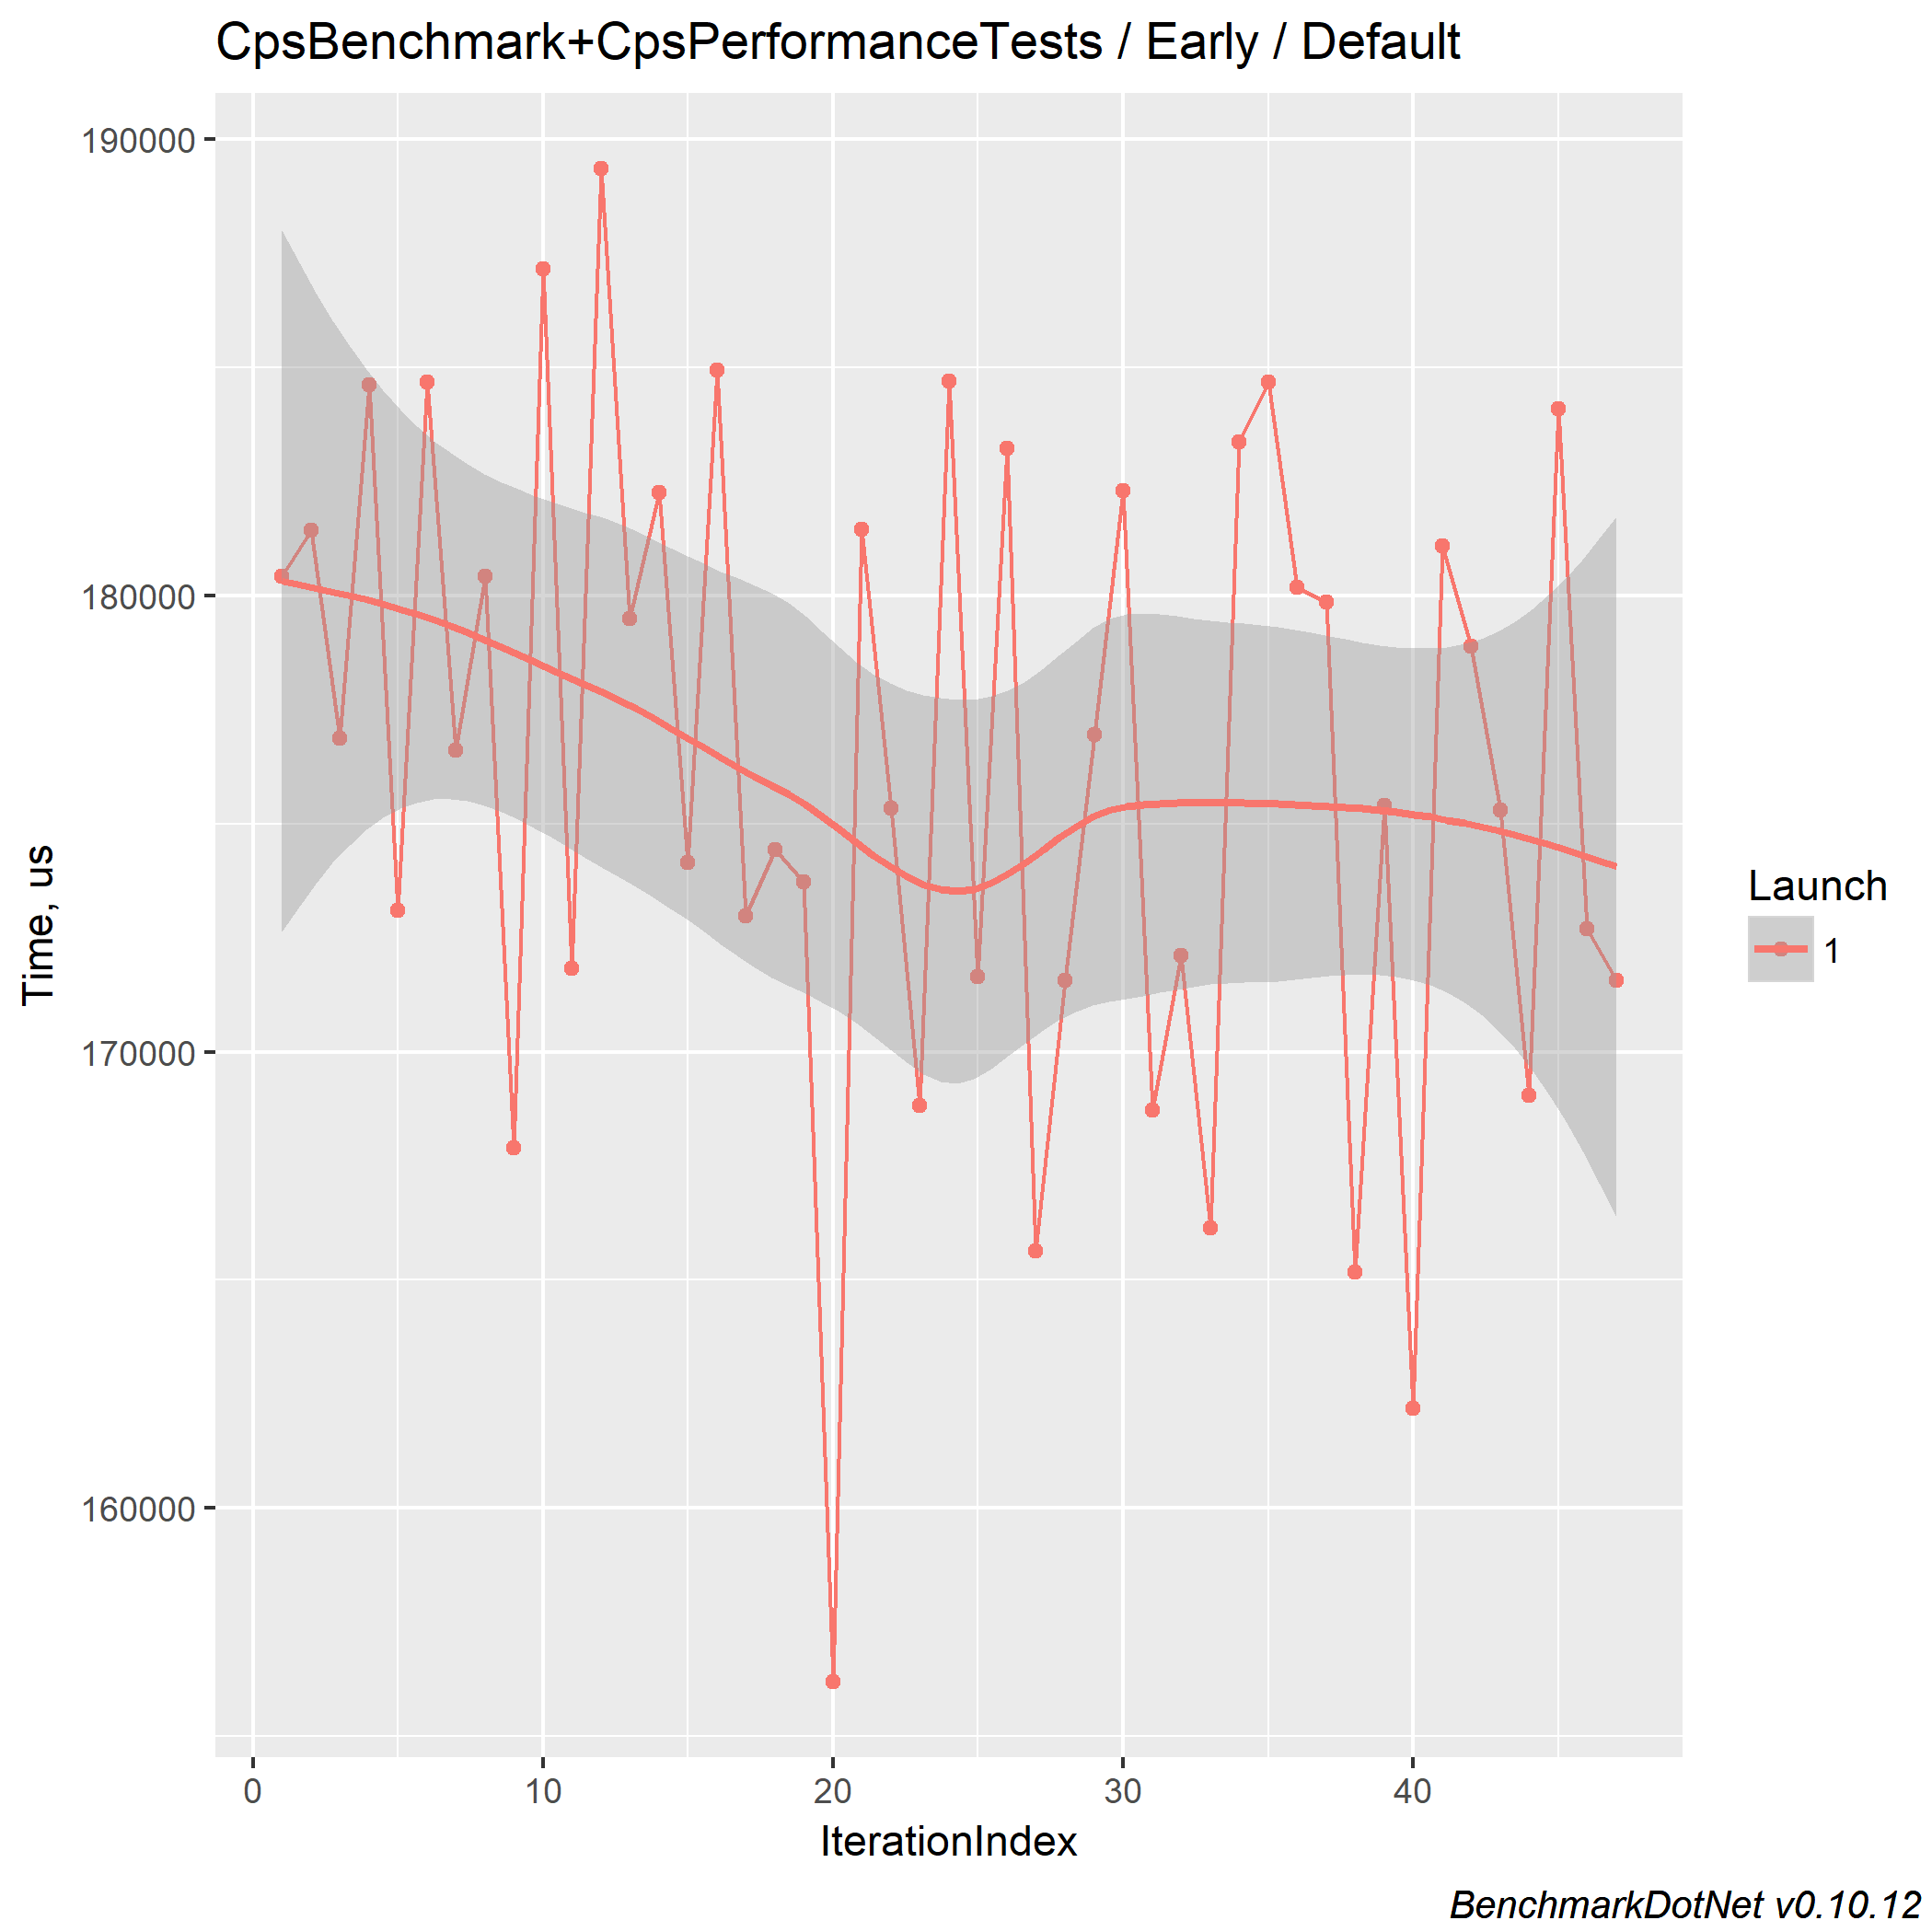 CpsBenchmark+CpsPerformanceTests / Early / Default
190000
180000
170000
160000
Time, us
0 10 20 30 40
IterationIndex
Launch
1
BenchmarkDotNet v0.10.12